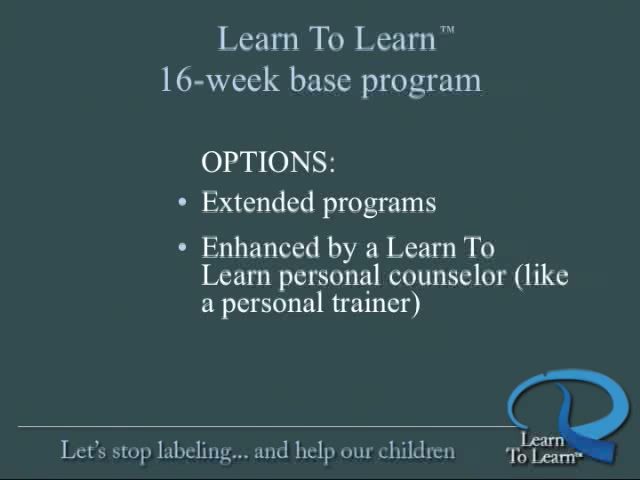 Learn To Learn™
16-week base program
OPTIONS:
• Extended programs
• Enhanced by a Learn To
Learn personal counselor (like
a personal trainer)
Let's stop labeling... and help our children
Learn
To Learn™